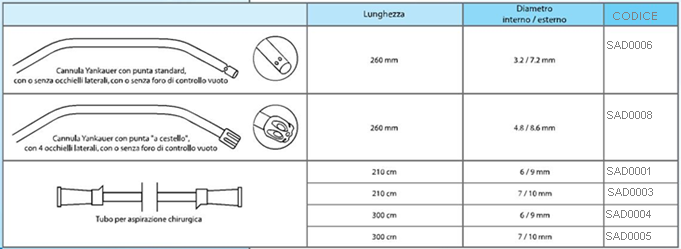 Lunghezza
Diametro
interno / esterno
CODICE
Cannula Yankauer con punta standard,
con o senza occhielli laterali, con o senza foro di controllo vuoto
260 mm
3.2 / 7.2 mm
SAD0006
Cannula Yankauer con punta "a cestello",
con 4 occhielli laterali, con o senza foro di controllo vuoto
260 mm
4.8 / 8.6 mm
SAD0008
Tubo per aspirazione chirurgica
210 cm
6 / 9 mm
SAD0001
210 cm
7 / 10 mm
SAD0003
300 cm
6 / 9 mm
SAD0004
300 cm
7 / 10 mm
SAD0005